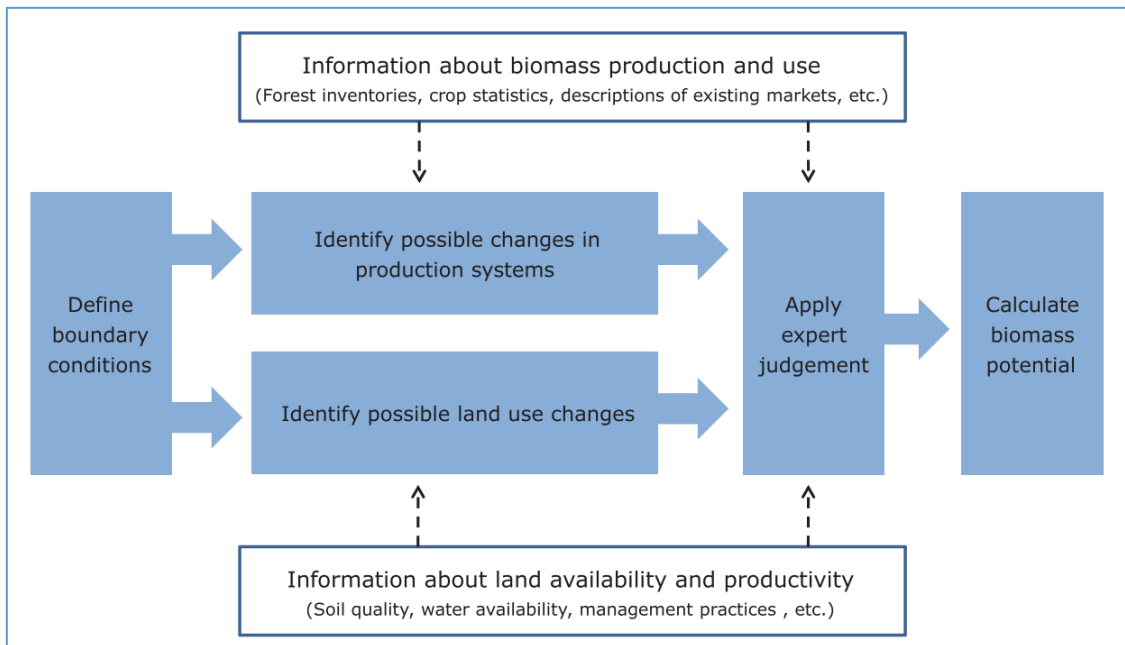 Information about biomass production and use
(Forest inventories, crop statistics, descriptions of existing markets, etc.)
Define
boundary
conditions
Identify possible changes in
production systems
Identify possible land use changes
Apply
expert
judgement
Calculate
biomass
potential
Information about land availability and productivity
(Soil quality, water availability, management practices , etc.)